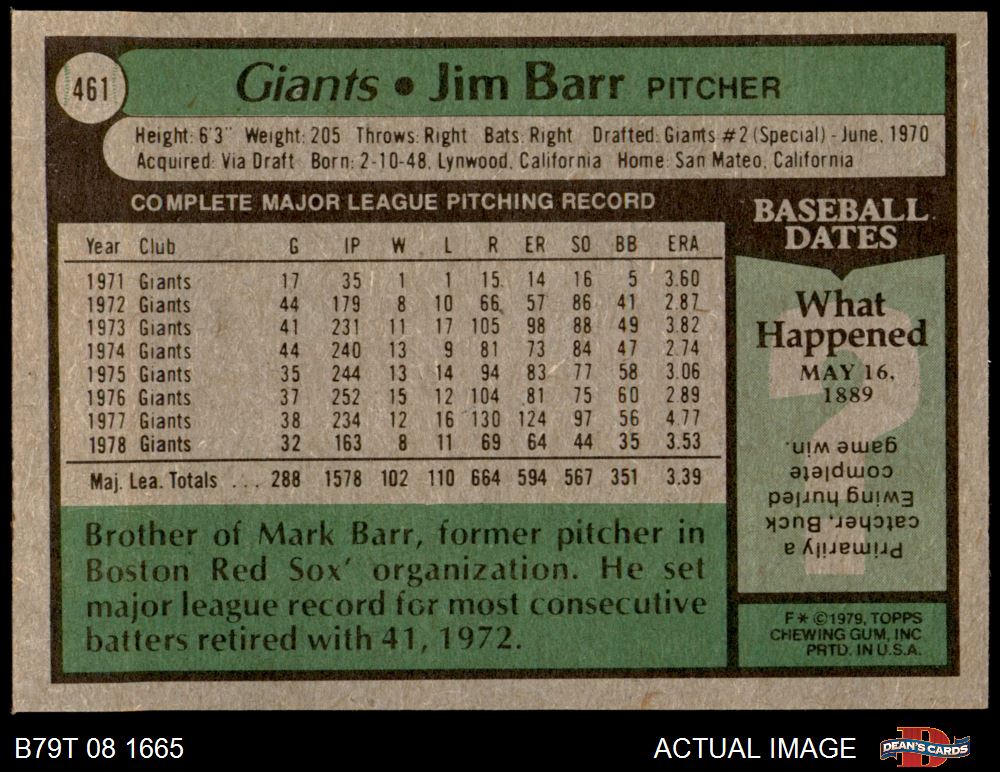 461
Giants • Jim Barr PITCHER
Height: 6'3" Weight: 205 Throws: Right Bats: Right Drafted: Giants #2 (Special) - June, 1970
Acquired: Via Draft Born: 2-10-48, Lynwood, California Home: San Mateo, California
COMPLETE MAJOR LEAGUE PITCHING RECORD
Year Club G IP W L R ER SO BB ERA
1971 Giants 17 35 1 1 15 14 16 5 3.60
1972 Giants 44 179 8 10 66 57 86 41 2.87
1973 Giants 41 231 11 17 105 98 88 49 3.82
1974 Giants 44 240 13 9 81 73 84 47 2.74
1975 Giants 35 244 13 14 94 83 77 58 3.06
1976 Giants 37 252 15 12 104 81 75 60 2.89
1977 Giants 38 234 12 16 130 124 97 56 4.77
1978 Giants 32 163 8 11 69 64 44 35 3.53
Maj. Lea. Totals ... 288 1578 102 110 664 594 567 351 3.39
Brother of Mark Barr, former pitcher in
Boston Red Sox' organization. He set
major league record for most consecutive
batters retired with 41, 1972.
BASEBALL
DATES
What
Happened
MAY 16,
1889
?
Primarily a
catcher, Buck
Ewing hurled
complete
game win.
F * ©1979, TOPPS
CHEWING GUM, INC
PRTD. IN U.S.A.
B79T 08 1665
ACTUAL IMAGE
D
DEAN'S CARDS